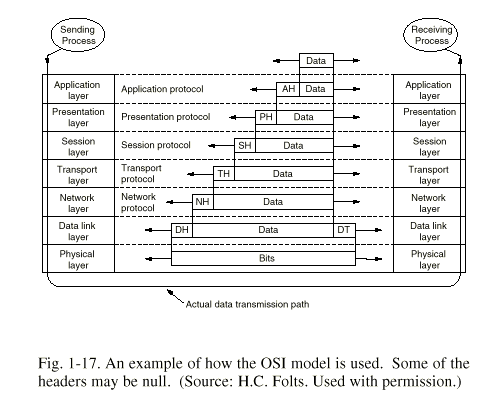 Sending
Process
Receiving
Process
Data
Application
layer
Application protocol
AH
Data
Application
layer
Presentation
layer
Presentation protocol
PH
Data
Presentation
layer
Session
layer
Session protocol
SH
Data
Session
layer
Transport
layer
Transport
protocol
TH
Data
Transport
layer
Network
layer
Network
protocol
NH
Data
Network
layer
Data link
layer
DH
Data
DT
Data link
layer
Physical
layer
Bits
Physical
layer
Actual data transmission path
Fig. 1-17. An example of how the OSI model is used. Some of the
headers may be null. (Source: H.C. Folts. Used with permission.)